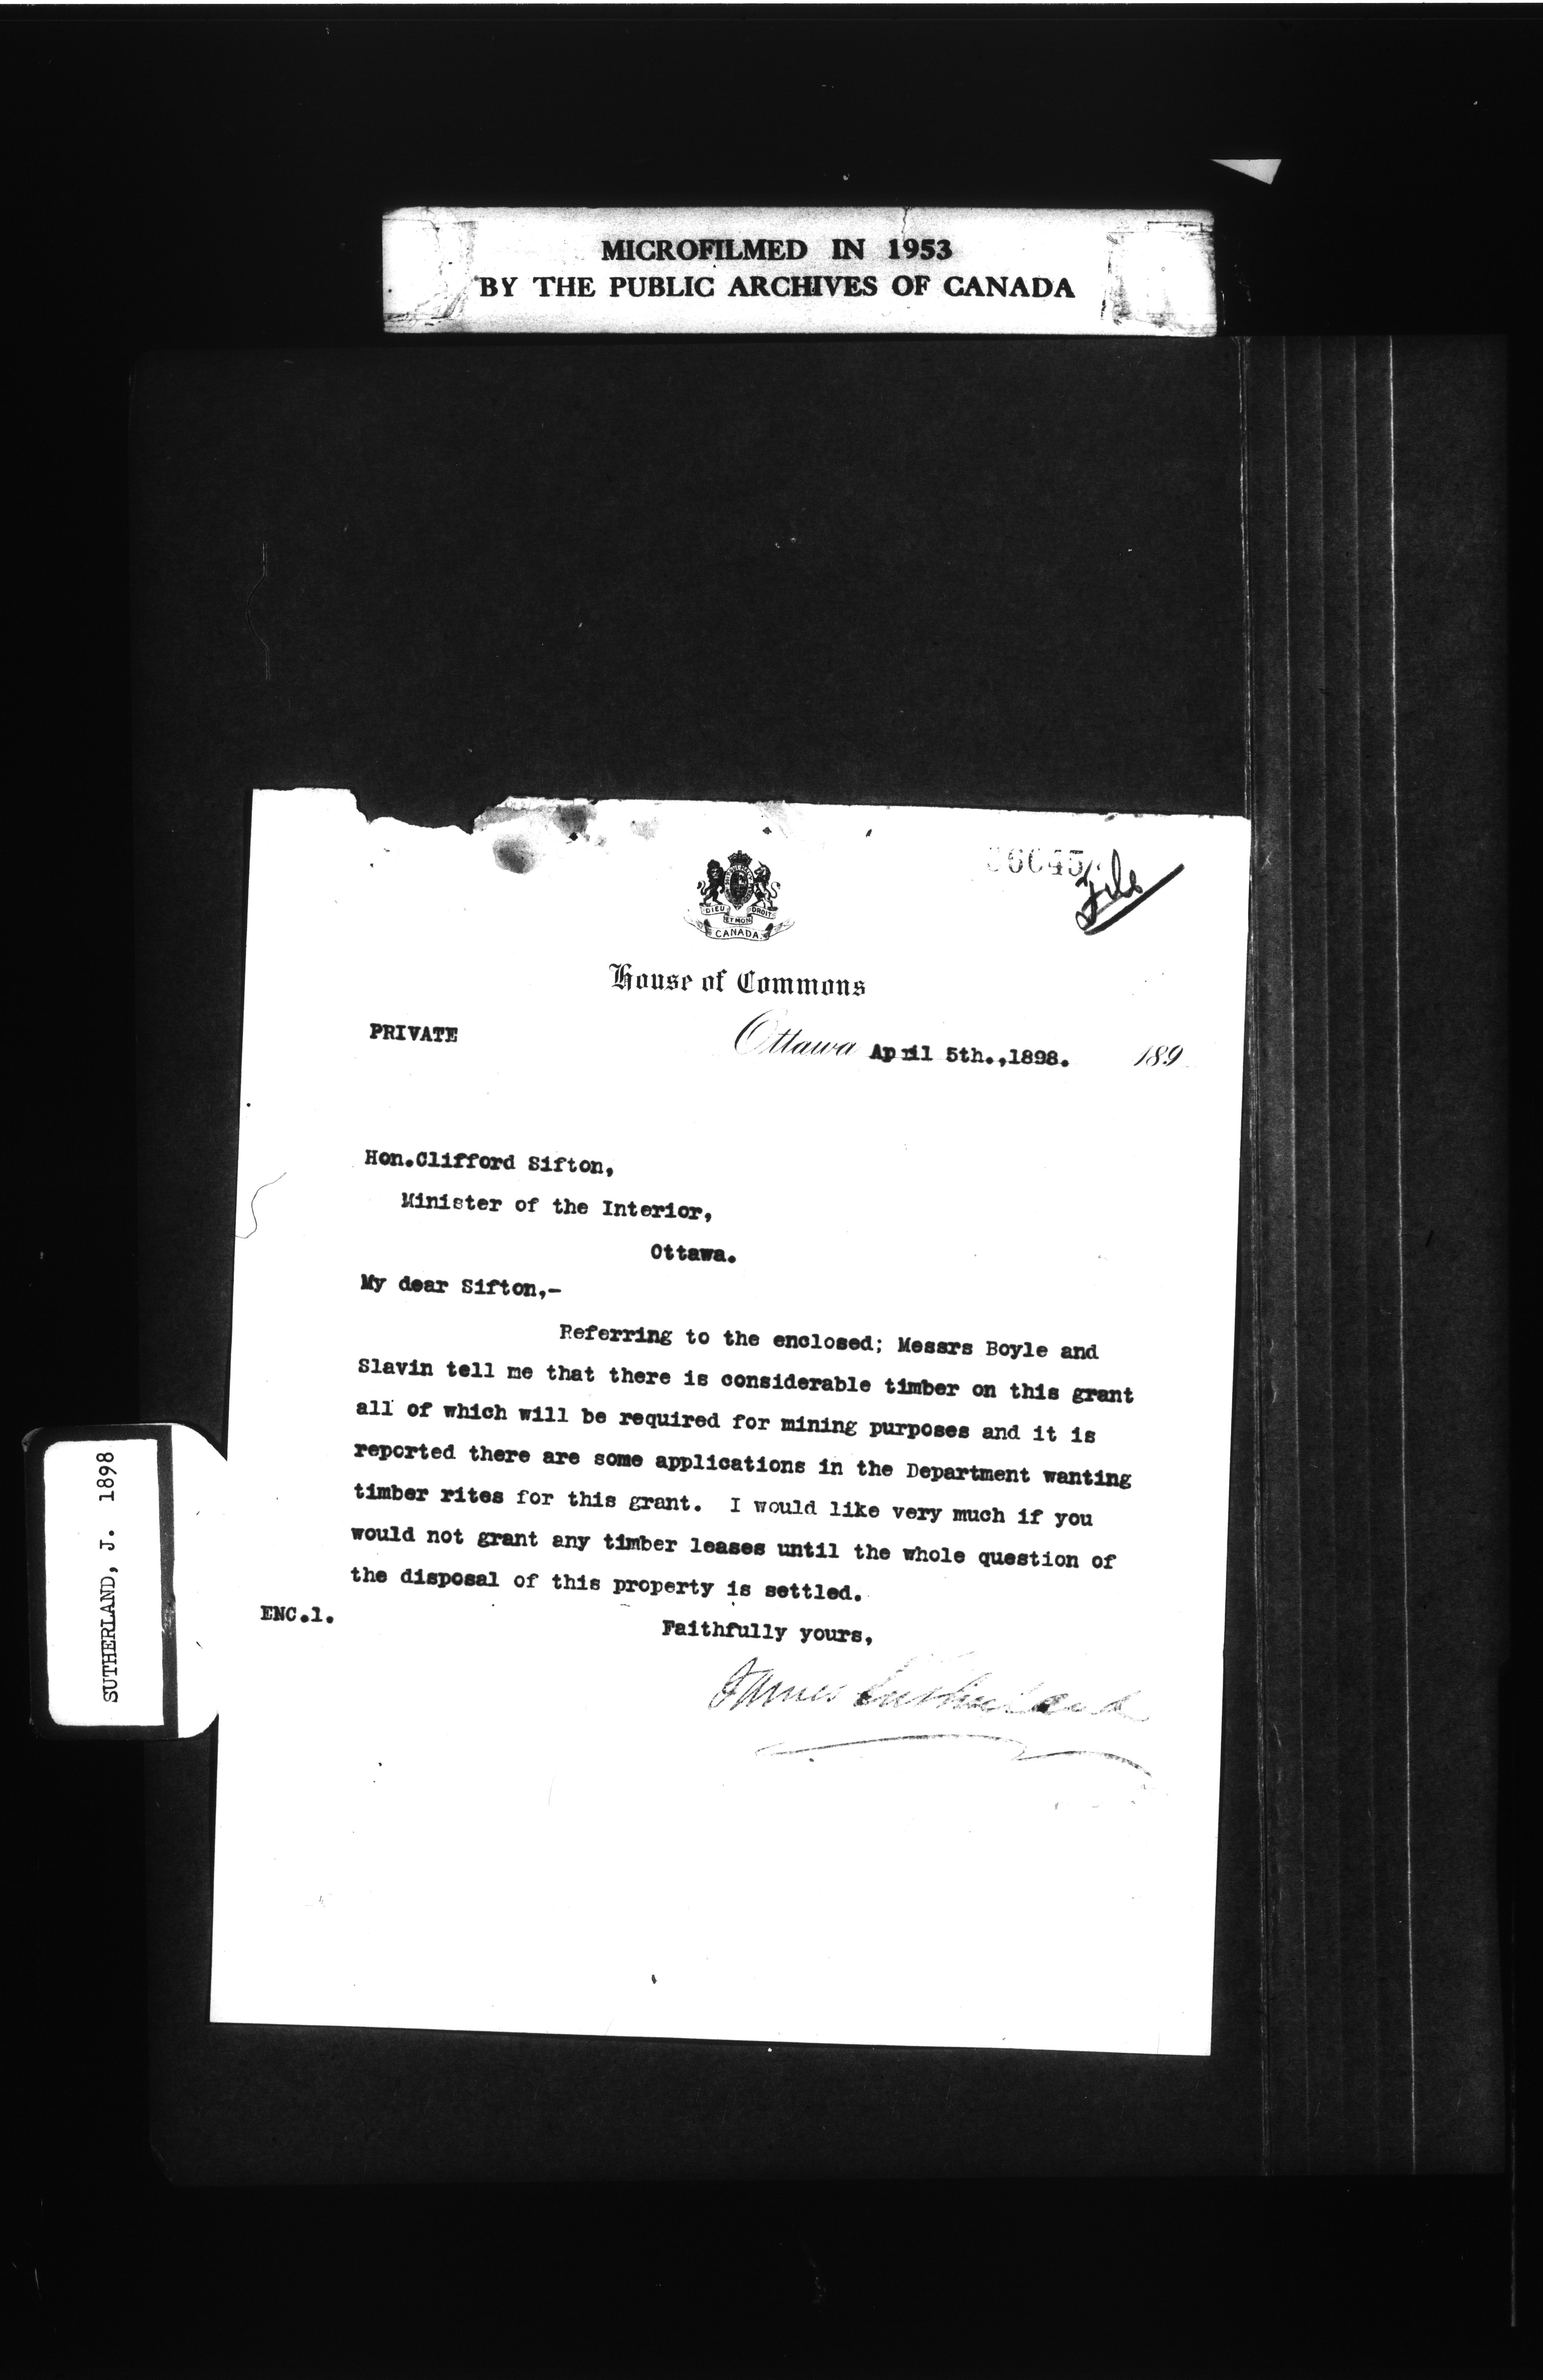 MICROFILMED IN 1953
BY THE PUBLIC ARCHIVES OF CANADA
DIEU ET MON DROIT
CANADA
File
House of Commons
PRIVATE
Ottawa April 5th.,1898. 189
Hon.Clifford Sifton,
Minister of the Interior,
Ottawa.
My dear Sifton,-
Referring to the enclosed; Messrs Boyle and
Slavin tell me that there is considerable timber on this grant
all of which will be required for mining purposes and it is
reported there are some applications in the Department wanting
timber rites for this grant. I would like very much if you
would not grant any timber leases until the whole question of
the disposal of this property is settled.
ENC.1.
Faithfully yours,
James Sutherland
SUTHERLAND, J. 1898